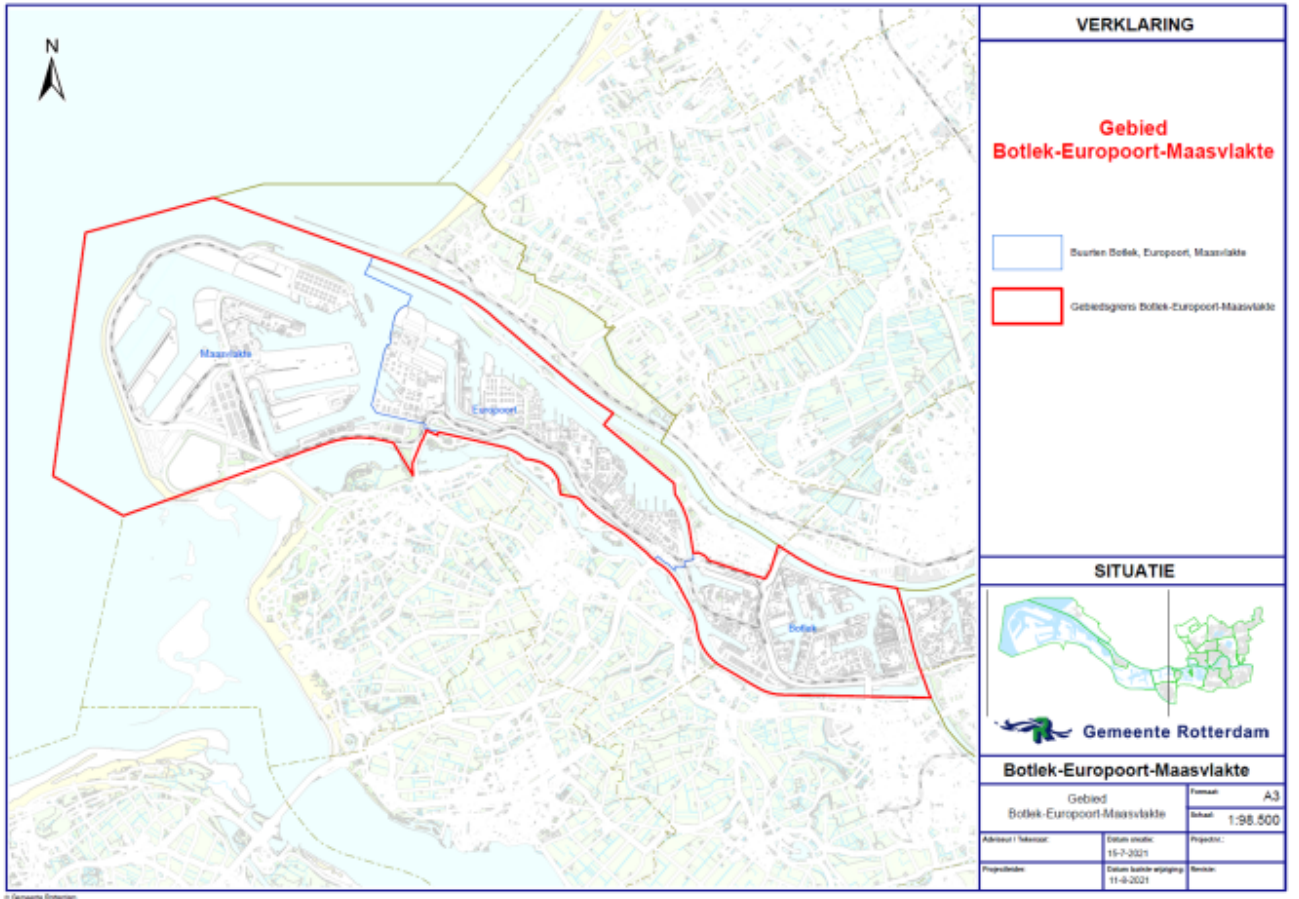 N
Maasvlakte
Europoort
Botlek
VERKLARING
Gebied
Botlek-Europoort-Maasvlakte
Buurten Botlek, Europoort, Maasvlakte
Gebiedsgrens Botlek-Europoort-Maasvlakte
SITUATIE
Gemeente Rotterdam
Botlek-Europoort-Maasvlakte
Gebied
Botlek-Europoort-Maasvlakte
Formaat: A3
Schaal: 1:98.500
Adviseur / Tekenaar:
Datum creatie:
15-7-2021
Projectnr.:
Projectleider:
Datum laatste wijziging:
11-8-2021
Revisie:
© Gemeente Rotterdam